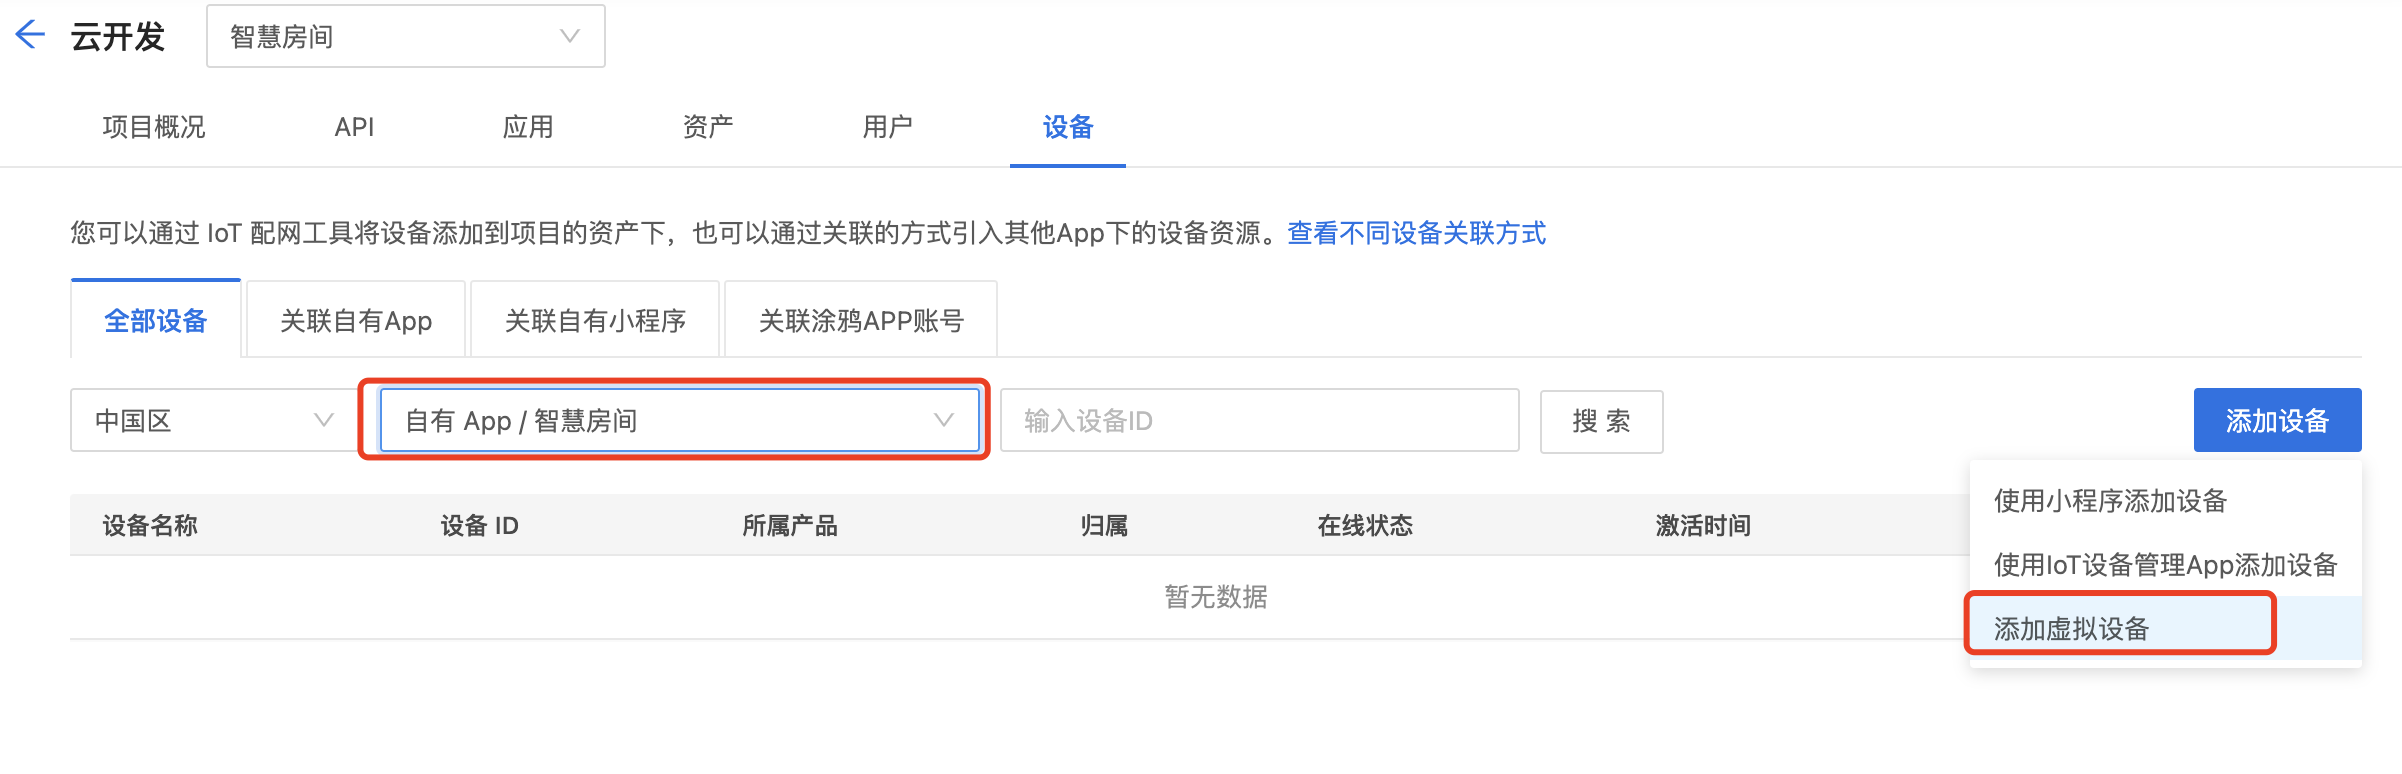 云开发 智慧房间
项目概况 API 应用 资产 用户 设备
您可以通过 IoT 配网工具将设备添加到项目的资产下，也可以通过关联的方式引入其他App下的设备资源。查看不同设备关联方式
全部设备 关联自有App 关联自有小程序 关联涂鸦APP账号
中国区 自有 App / 智慧房间 输入设备ID 搜 索 添加设备
使用小程序添加设备
设备名称 设备 ID 所属产品 归属 在线状态 激活时间
使用IoT设备管理App添加设备
暂无数据
添加虚拟设备